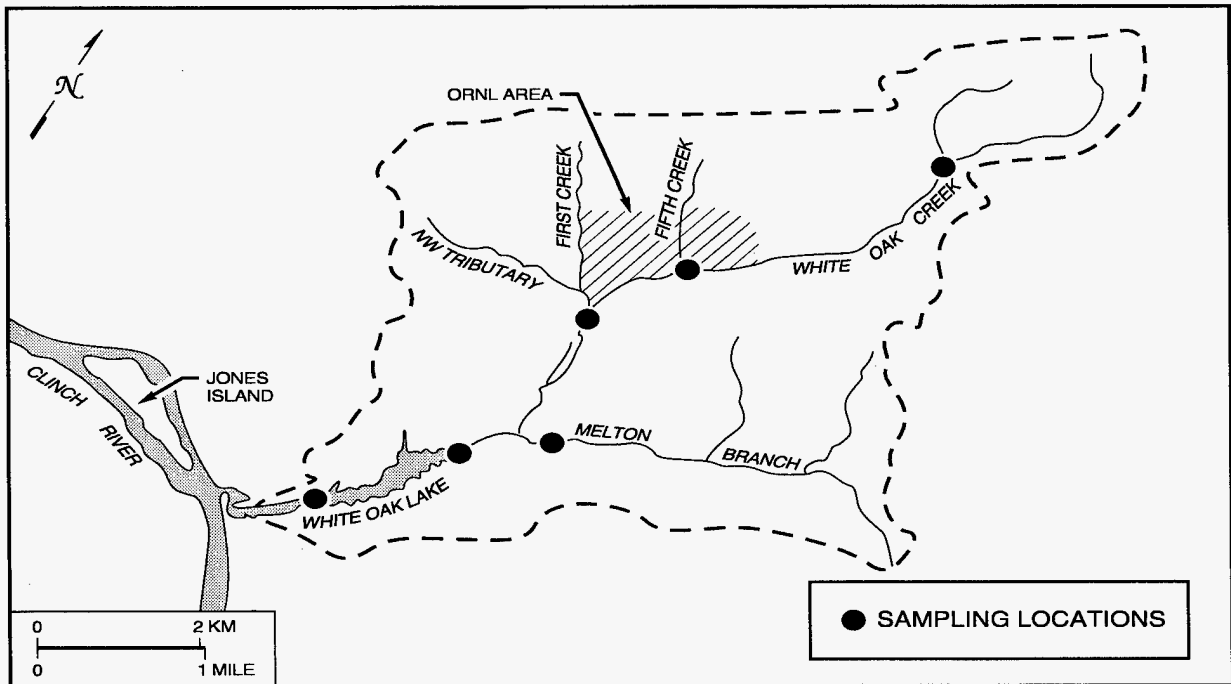 N
ORNL AREA
FIRST CREEK
FIFTH CREEK
NW TRIBUTARY
WHITE OAK CREEK
CLINCH RIVER
JONES
ISLAND
MELTON BRANCH
WHITE OAK LAKE
0 2 KM
0 1 MILE
SAMPLING LOCATIONS